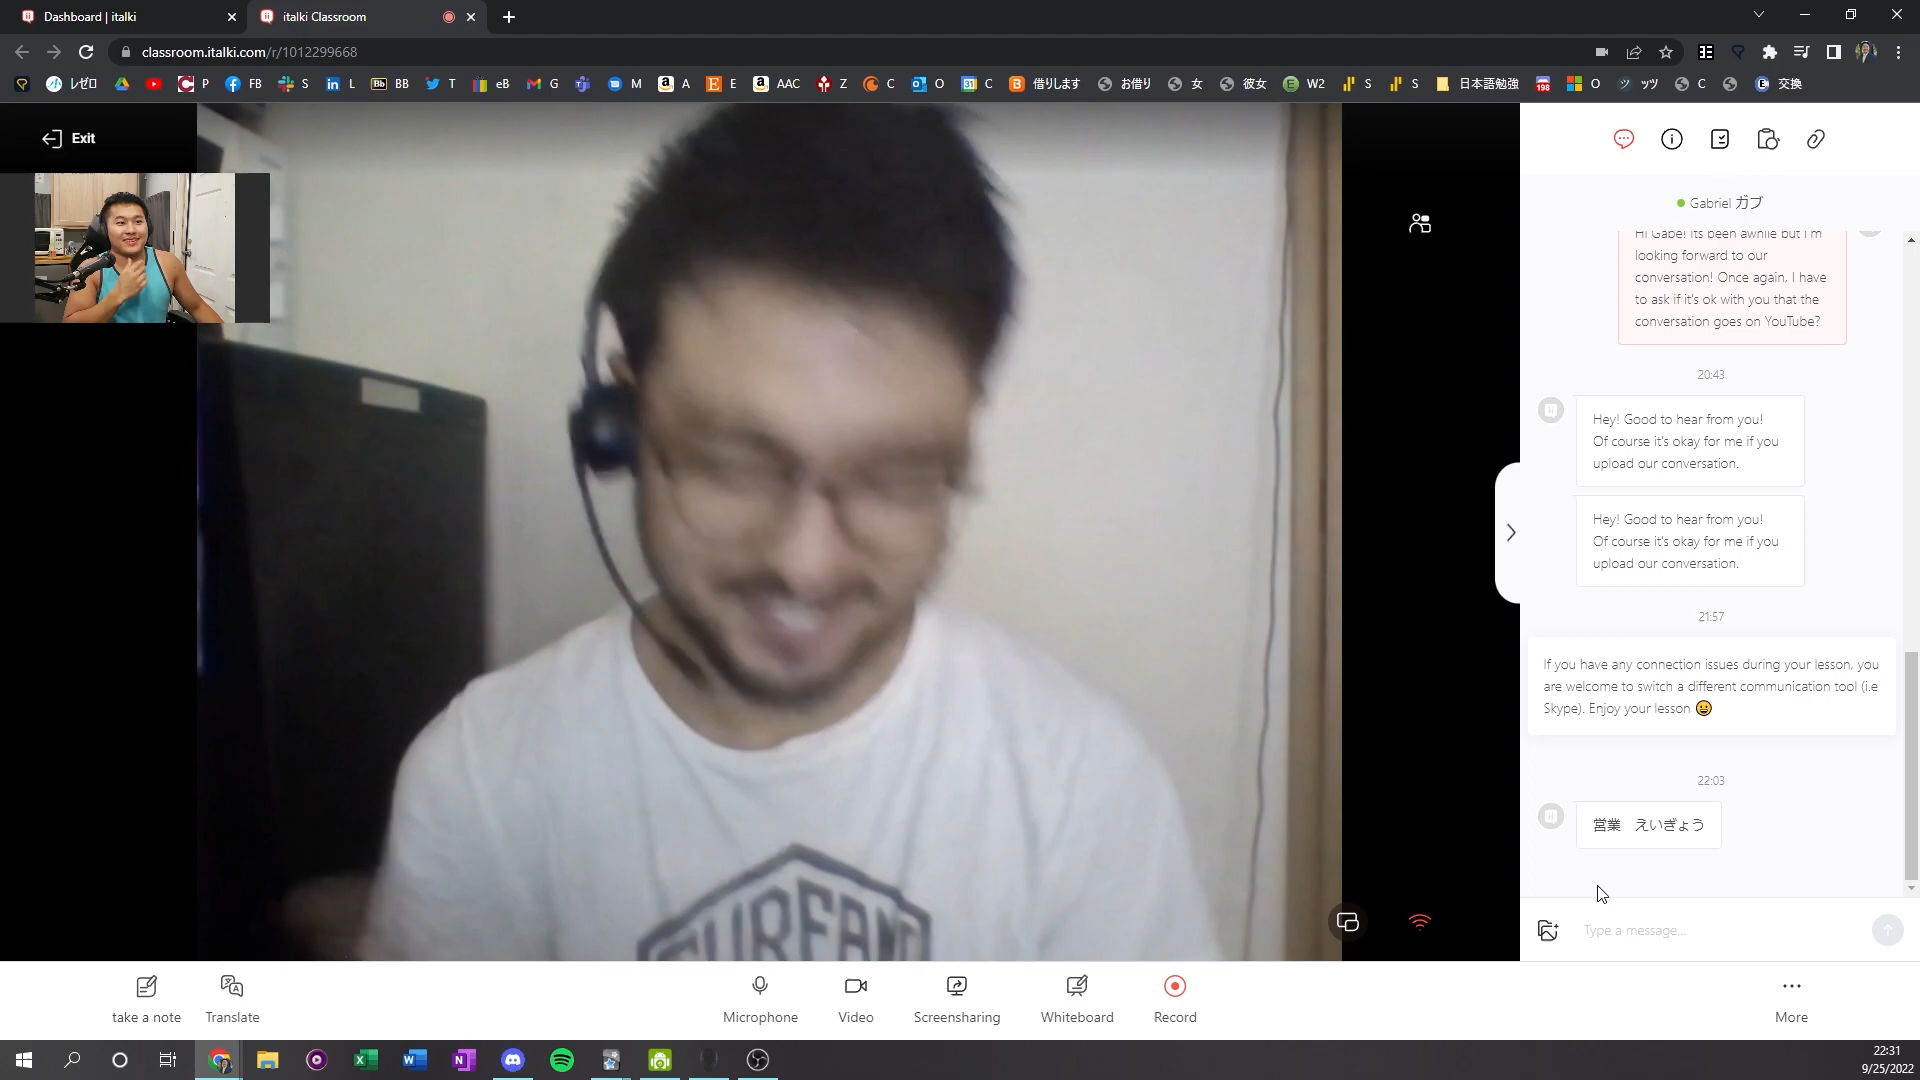 Dashboard | italki
italki Classroom
classroom.italki.com/r/1012299668
レゼロ
P
FB
S
L
BB
T
eB
G
M
A
E
AAC
Z
C
O
C
借りします
お借り
女
彼女
W2
S
S
日本語勉強
198
O
ッツ
C
交換
Exit
Gabriel ガブ
Hi Gabe! Its been awhile but I'm
looking forward to our
conversation! Once again, I have
to ask if it's ok with you that the
conversation goes on YouTube?
20:43
Hey! Good to hear from you!
Of course it's okay for me if you
upload our conversation.
Hey! Good to hear from you!
Of course it's okay for me if you
upload our conversation.
21:57
If you have any connection issues during your lesson, you
are welcome to switch a different communication tool (i.e
Skype). Enjoy your lesson 😀
22:03
営業　えいぎょう
Type a message...
take a note
Translate
Microphone
Video
Screensharing
Whiteboard
Record
More
22:31
9/25/2022